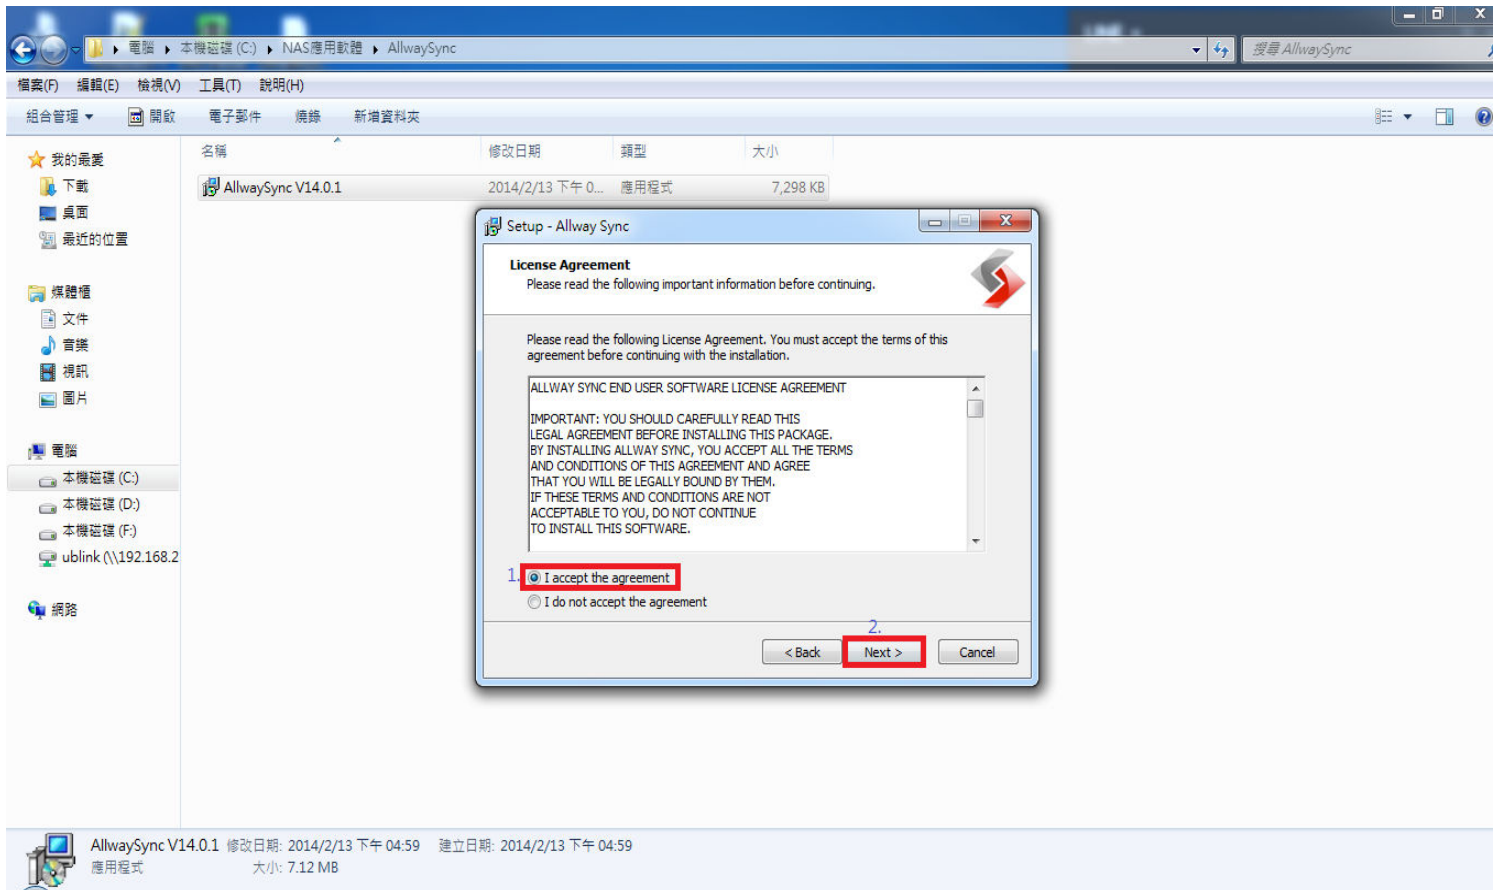 電腦 ▸ 本機磁碟 (C:) ▸ NAS應用軟體 ▸ AllwaySync
搜尋 AllwaySync
檔案(F) 編輯(E) 檢視(V) 工具(T) 說明(H)
組合管理 ▼ 開啟 電子郵件 燒錄 新增資料夾
我的最愛
下載
桌面
最近的位置
媒體櫃
文件
音樂
視訊
圖片
電腦
本機磁碟 (C:)
本機磁碟 (D:)
本機磁碟 (F:)
ublink (\\192.168.2
網路
名稱 修改日期 類型 大小
AllwaySync V14.0.1 2014/2/13 下午 0... 應用程式 7,298 KB
Setup - Allway Sync
License Agreement
Please read the following important information before continuing.
Please read the following License Agreement. You must accept the terms of this
agreement before continuing with the installation.
ALLWAY SYNC END USER SOFTWARE LICENSE AGREEMENT
IMPORTANT: YOU SHOULD CAREFULLY READ THIS
LEGAL AGREEMENT BEFORE INSTALLING THIS PACKAGE.
BY INSTALLING ALLWAY SYNC, YOU ACCEPT ALL THE TERMS
AND CONDITIONS OF THIS AGREEMENT AND AGREE
THAT YOU WILL BE LEGALLY BOUND BY THEM.
IF THESE TERMS AND CONDITIONS ARE NOT
ACCEPTABLE TO YOU, DO NOT CONTINUE
TO INSTALL THIS SOFTWARE.
1. I accept the agreement
I do not accept the agreement
2.
< Back Next > Cancel
AllwaySync V14.0.1 修改日期: 2014/2/13 下午 04:59 建立日期: 2014/2/13 下午 04:59
應用程式 大小: 7.12 MB